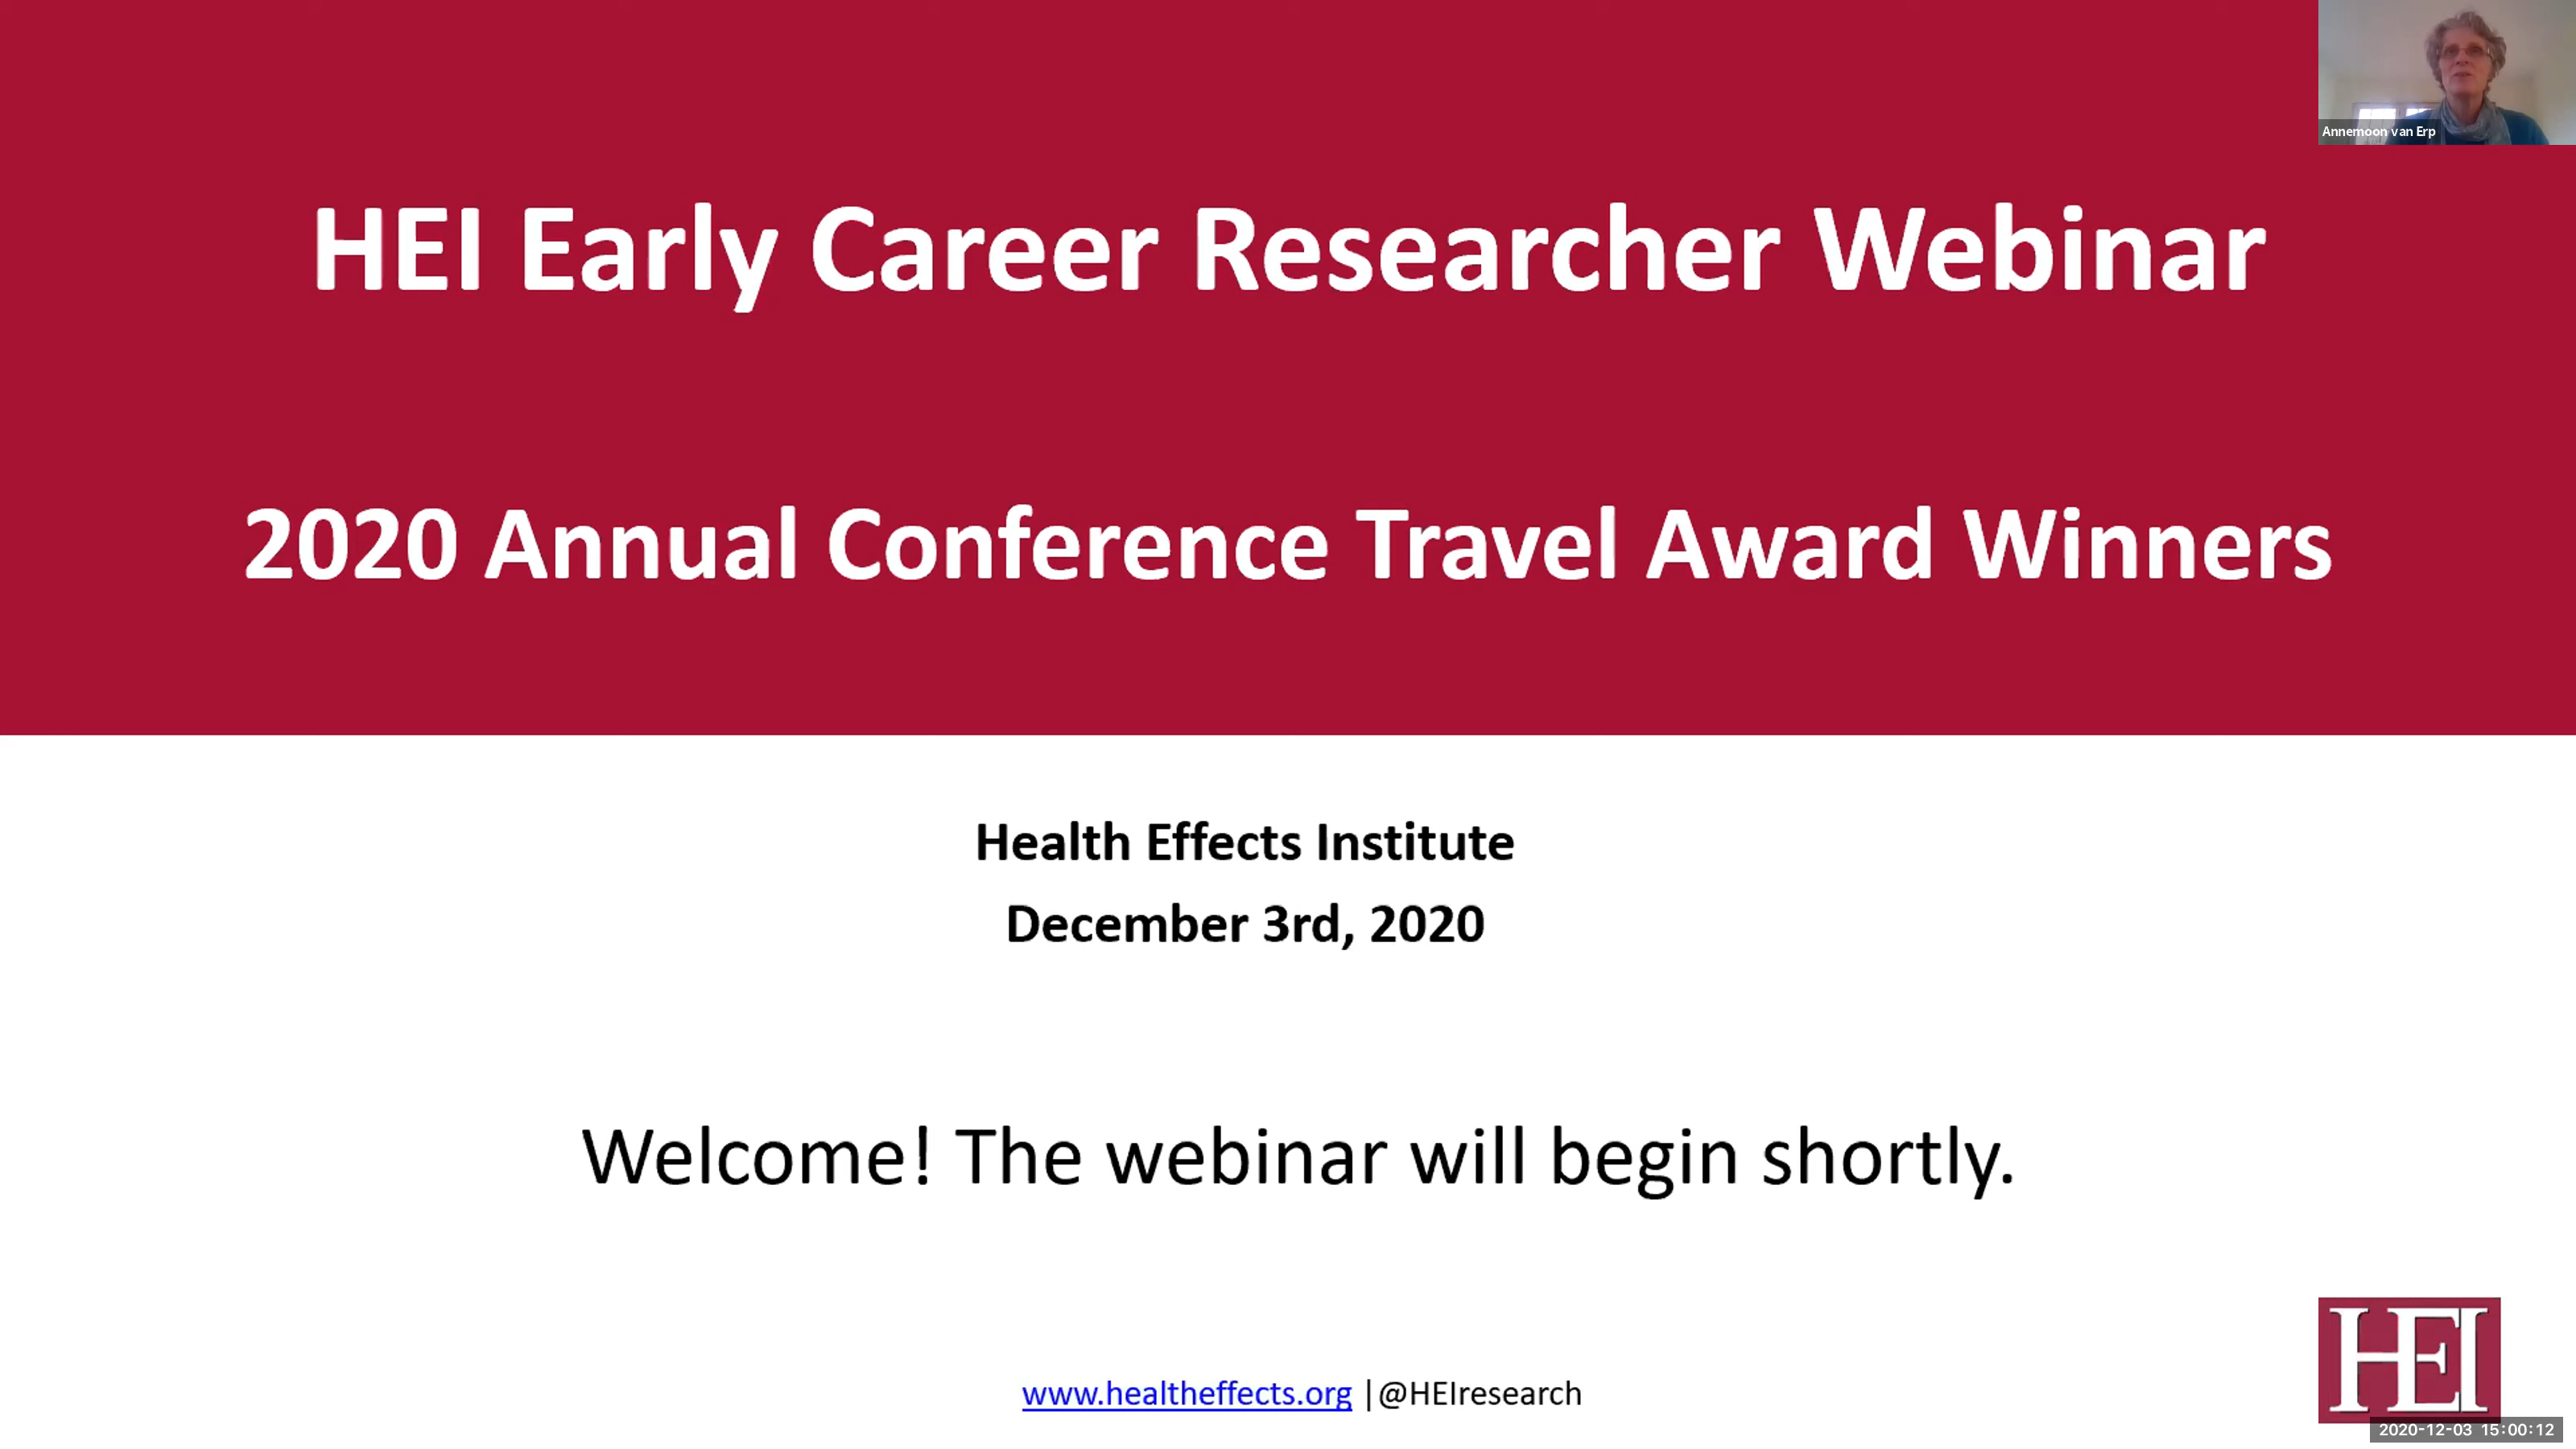 Annemoon van Erp
HEI Early Career Researcher Webinar
2020 Annual Conference Travel Award Winners
Health Effects Institute
December 3rd, 2020
Welcome! The webinar will begin shortly.
HEI
www.healtheffects.org |@HEIresearch
2020-12-03 15:00:12